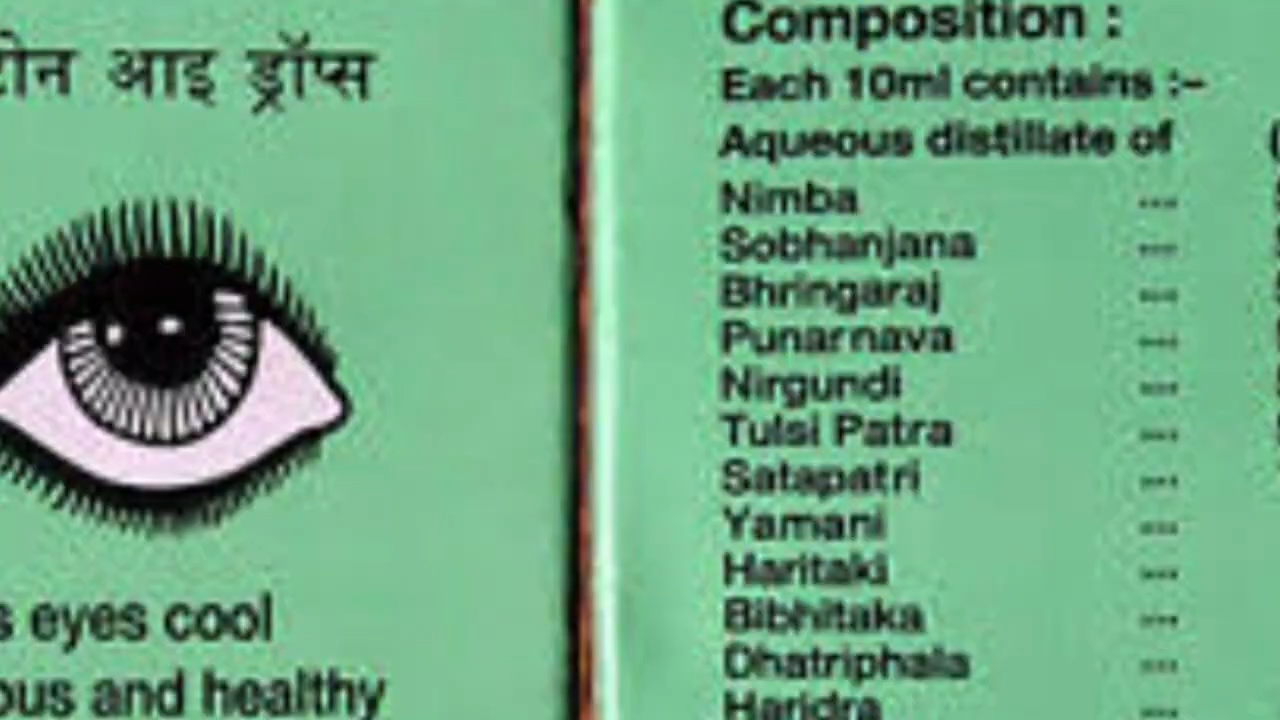 टोन आइ ड्रॉप्स
s eyes cool
ous and healthy
Composition :
Each 10ml contains :–
Aqueous distillate of (
Nimba ...
Sobhanjana ...
Bhringaraj ...
Punarnava ...
Nirgundi ...
Tulsi Patra ...
Satapatri ...
Yamani ...
Haritaki ...
Bibhitaka ...
Dhatriphala ...
Haridra ...